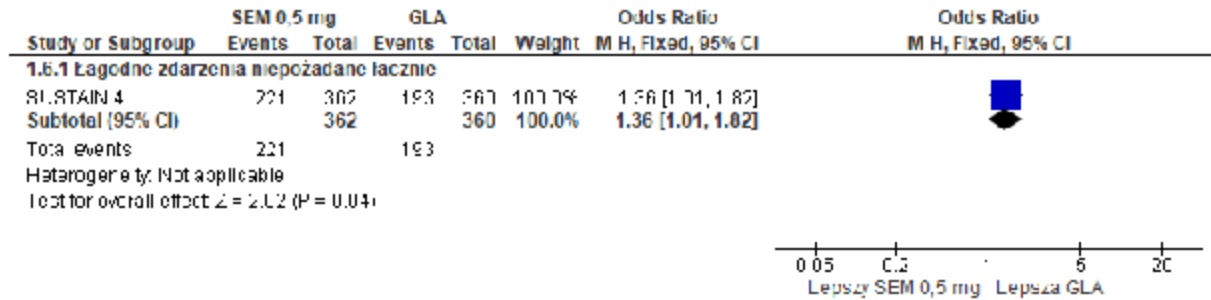 SEM 0,5 mg GLA Odds Ratio Odds Ratio
Study or Subgroup Events Total Events Total Weight M H, Fixed, 95% CI M H, Fixed, 95% CI
1.6.1 Łagodne zdarzenia niepożądane łącznie
SUSTAIN 4 221 362 193 360 100.0% 1.36 [1.01, 1.82]
Subtotal (95% CI) 362 360 100.0% 1.36 [1.01, 1.82]
Total events 221 193
Heterogeneity: Not applicable
Test for overall effect: Z = 2.02 (P = 0.04)
0.05 0.2 1 5 20
Lepszy SEM 0,5 mg Lepsza GLA